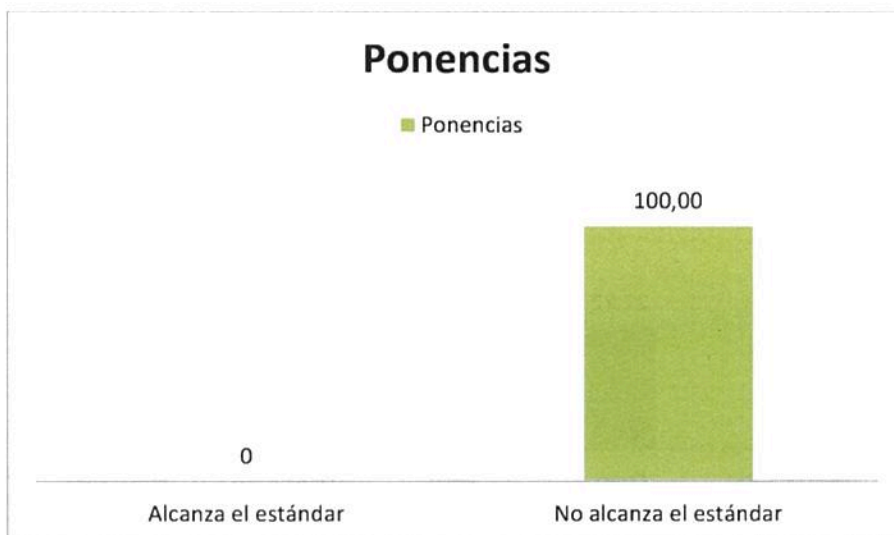 Ponencias
Ponencias
100,00
0
Alcanza el estándar
No alcanza el estándar